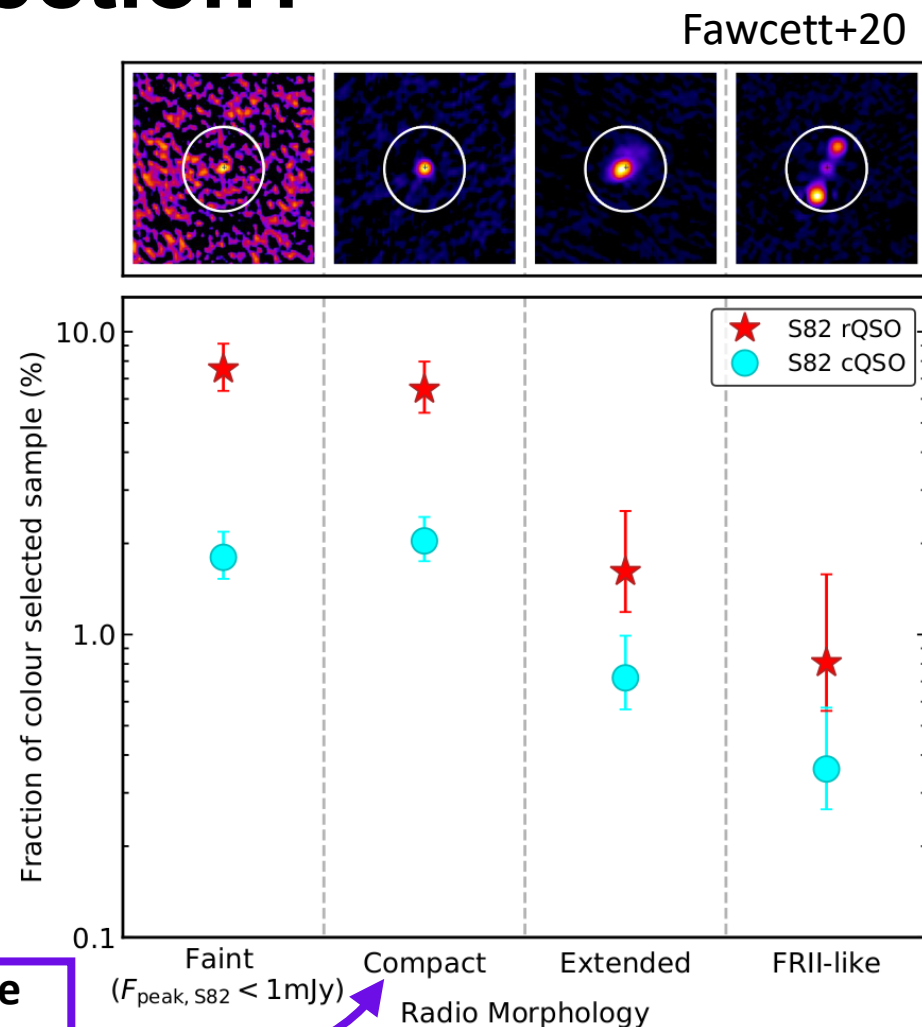 Fawcett+20
10.0
1.0
0.1
Fraction of colour selected sample (%)
S82 rQSO
S82 cQSO
Faint
(F_peak, S82 < 1mJy)
Compact
Extended
FRII-like
Radio Morphology